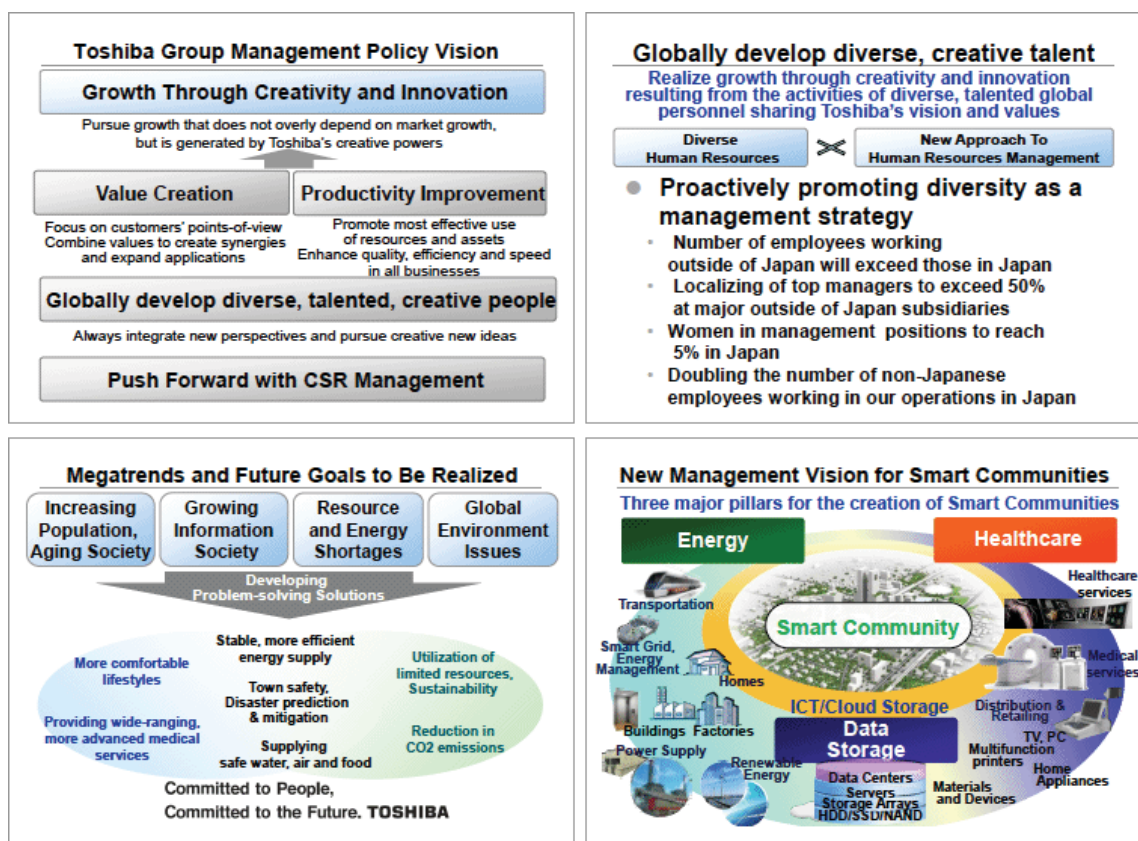 Toshiba Group Management Policy Vision
Growth Through Creativity and Innovation
Pursue growth that does not overly depend on market growth,
but is generated by Toshiba's creative powers
Value Creation
Focus on customers' points-of-view
Combine values to create synergies
and expand applications
Productivity Improvement
Promote most effective use
of resources and assets
Enhance quality, efficiency and speed
in all businesses
Globally develop diverse, talented, creative people
Always integrate new perspectives and pursue creative new ideas
Push Forward with CSR Management
Globally develop diverse, creative talent
Realize growth through creativity and innovation
resulting from the activities of diverse, talented global
personnel sharing Toshiba's vision and values
Diverse
Human Resources
New Approach To
Human Resources Management
● Proactively promoting diversity as a
management strategy
• Number of employees working
outside of Japan will exceed those in Japan
• Localizing of top managers to exceed 50%
at major outside of Japan subsidiaries
• Women in management positions to reach
5% in Japan
• Doubling the number of non-Japanese
employees working in our operations in Japan
Megatrends and Future Goals to Be Realized
Increasing
Population,
Aging Society
Growing
Information
Society
Resource
and Energy
Shortages
Global
Environment
Issues
Developing
Problem-solving Solutions
More comfortable
lifestyles
Providing wide-ranging,
more advanced medical
services
Stable, more efficient
energy supply
Town safety,
Disaster prediction
& mitigation
Supplying
safe water, air and food
Utilization of
limited resources,
Sustainability
Reduction in
CO2 emissions
Committed to People,
Committed to the Future. TOSHIBA
New Management Vision for Smart Communities
Three major pillars for the creation of Smart Communities
Energy
Healthcare
Transportation
Smart Grid,
Energy
Management
Homes
Buildings
Factories
Power Supply
Renewable
Energy
Smart Community
ICT/Cloud Storage
Data
Storage
Data Centers
Servers
Storage Arrays
HDD/SSD/NAND
Healthcare
services
Medical
services
Distribution &
Retailing
TV, PC
Multifunction
printers
Home
Appliances
Materials
and Devices